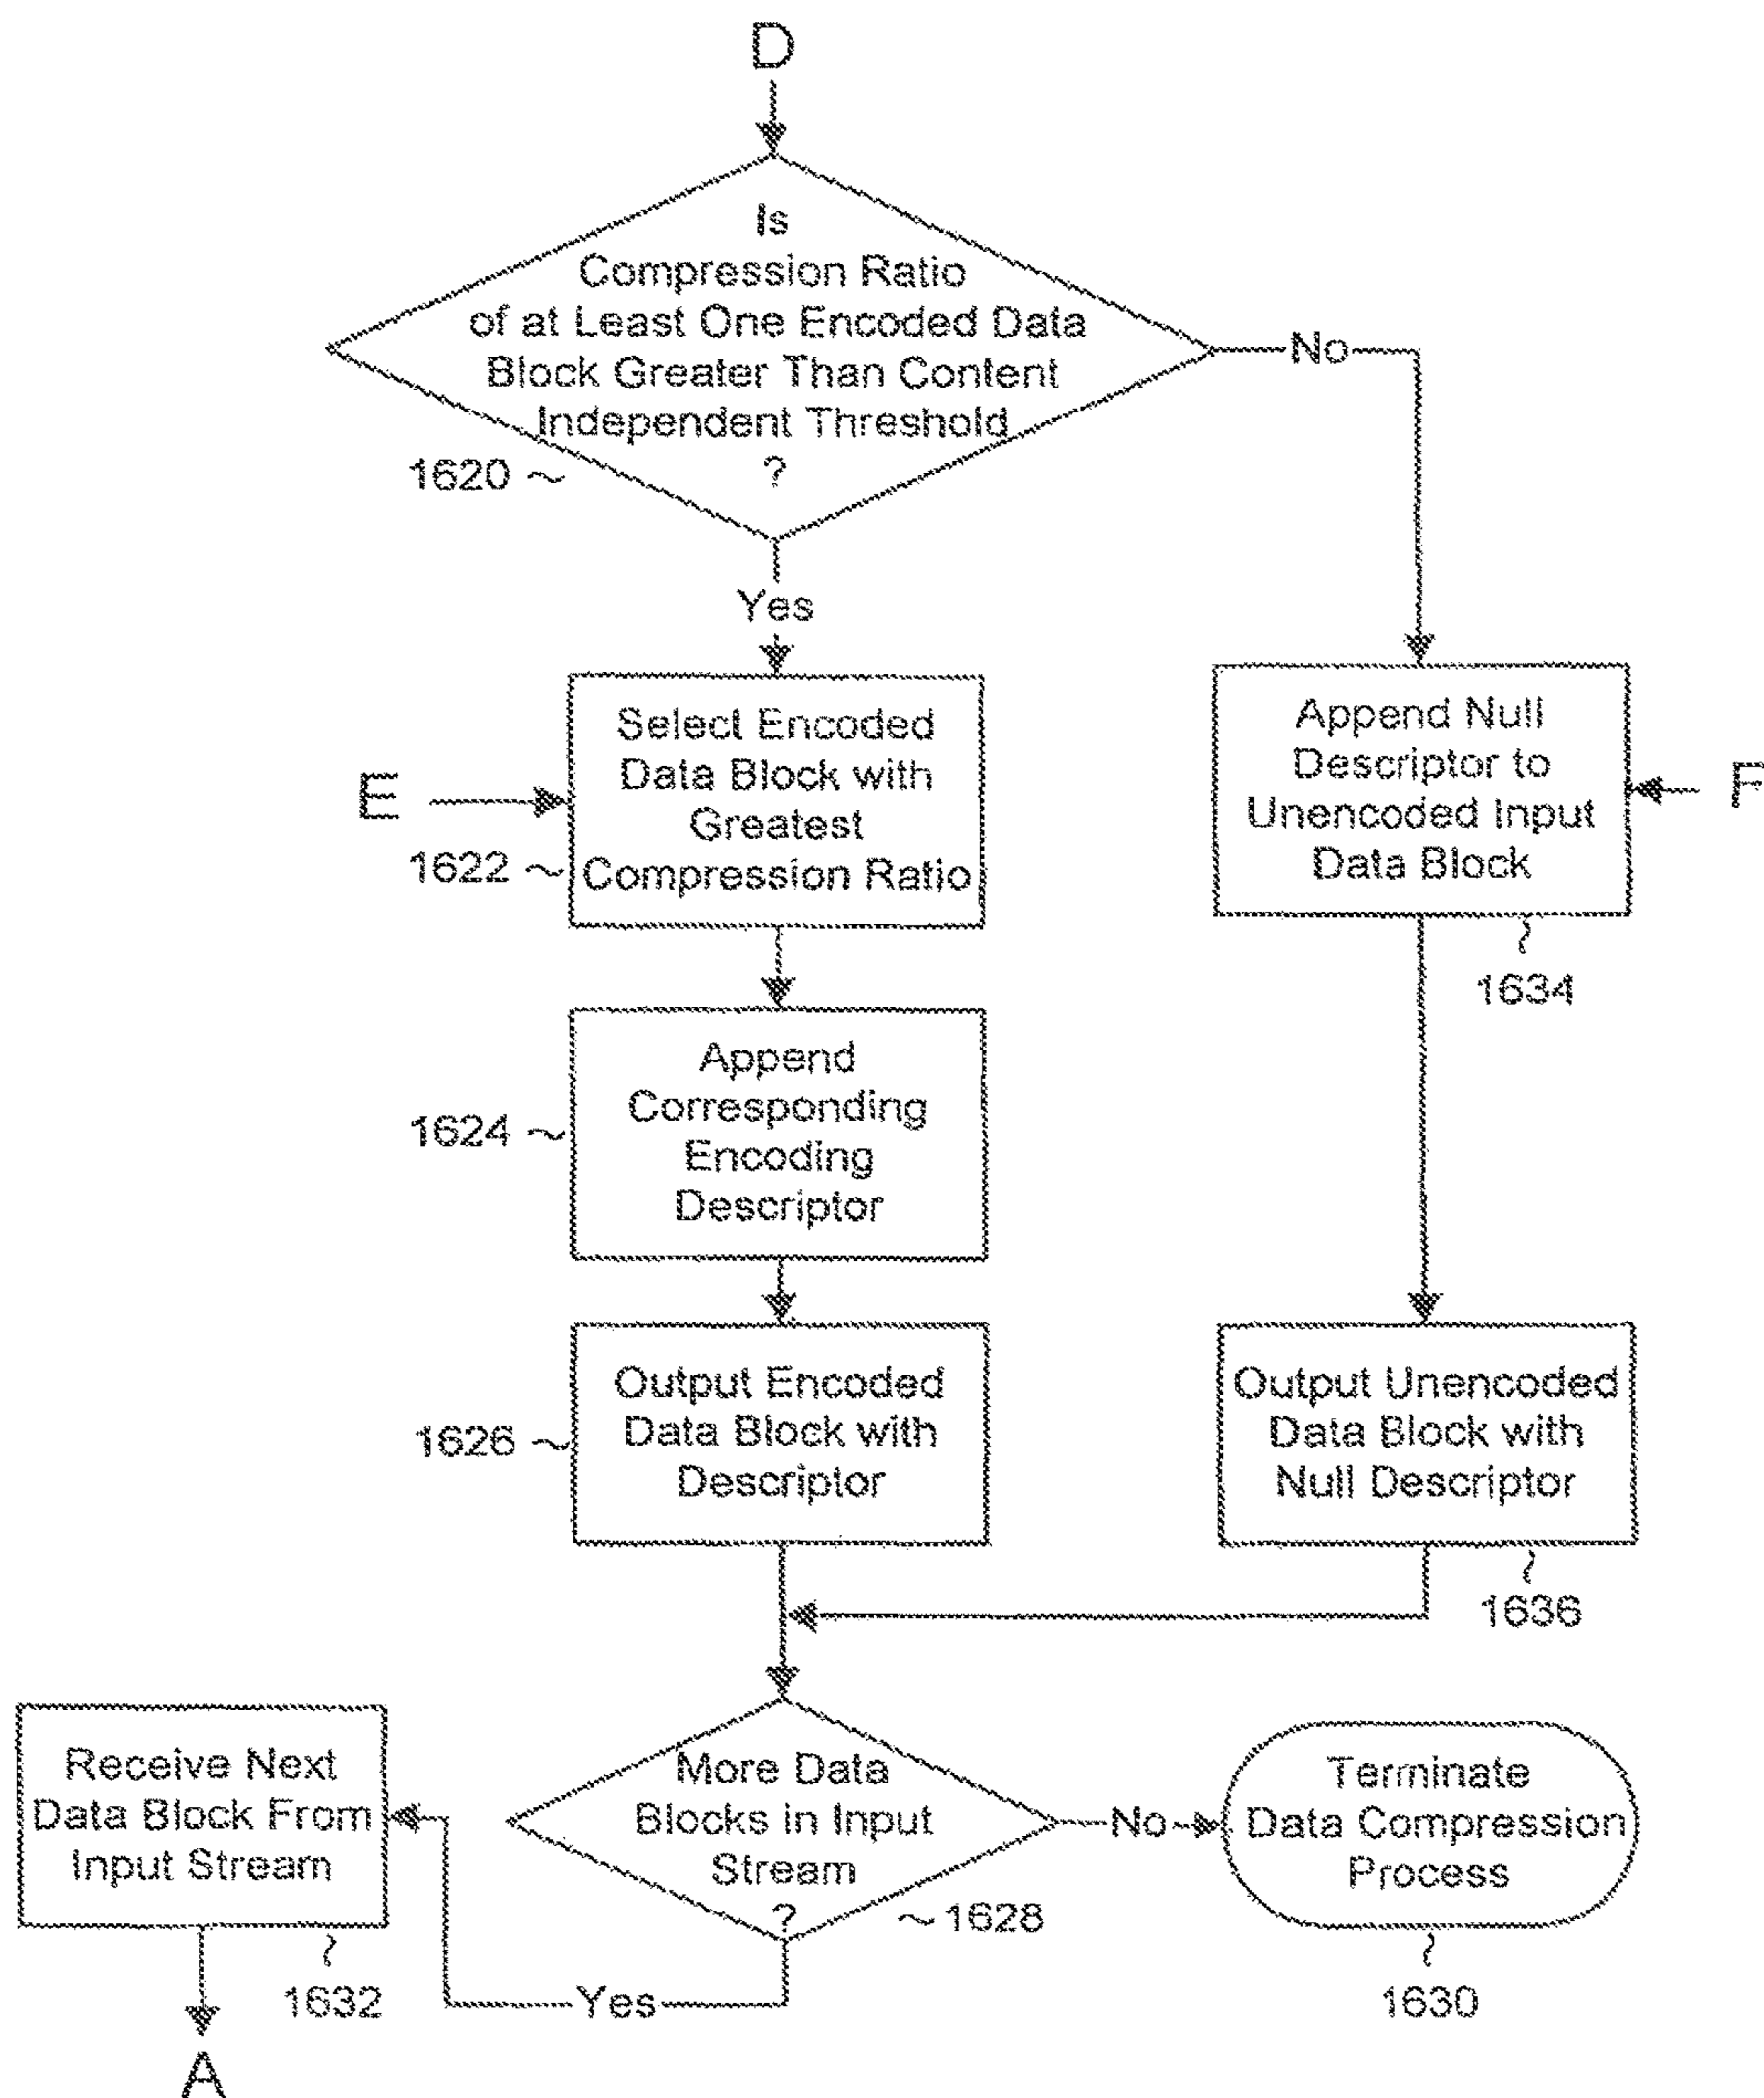 D
Is
Compression Ratio
of at Least One Encoded Data
Block Greater Than Content
Independent Threshold
?
1620
No
Yes
Select Encoded
Data Block with
Greatest
Compression Ratio
E
1622
Append Null
Descriptor to
Unencoded Input
Data Block
F
1634
Append
Corresponding
Encoding
Descriptor
1624
Output Encoded
Data Block with
Descriptor
1626
Output Unencoded
Data Block with
Null Descriptor
1636
Receive Next
Data Block From
Input Stream
1632
More Data
Blocks in Input
Stream
?
1628
No
Terminate
Data Compression
Process
1630
Yes
A